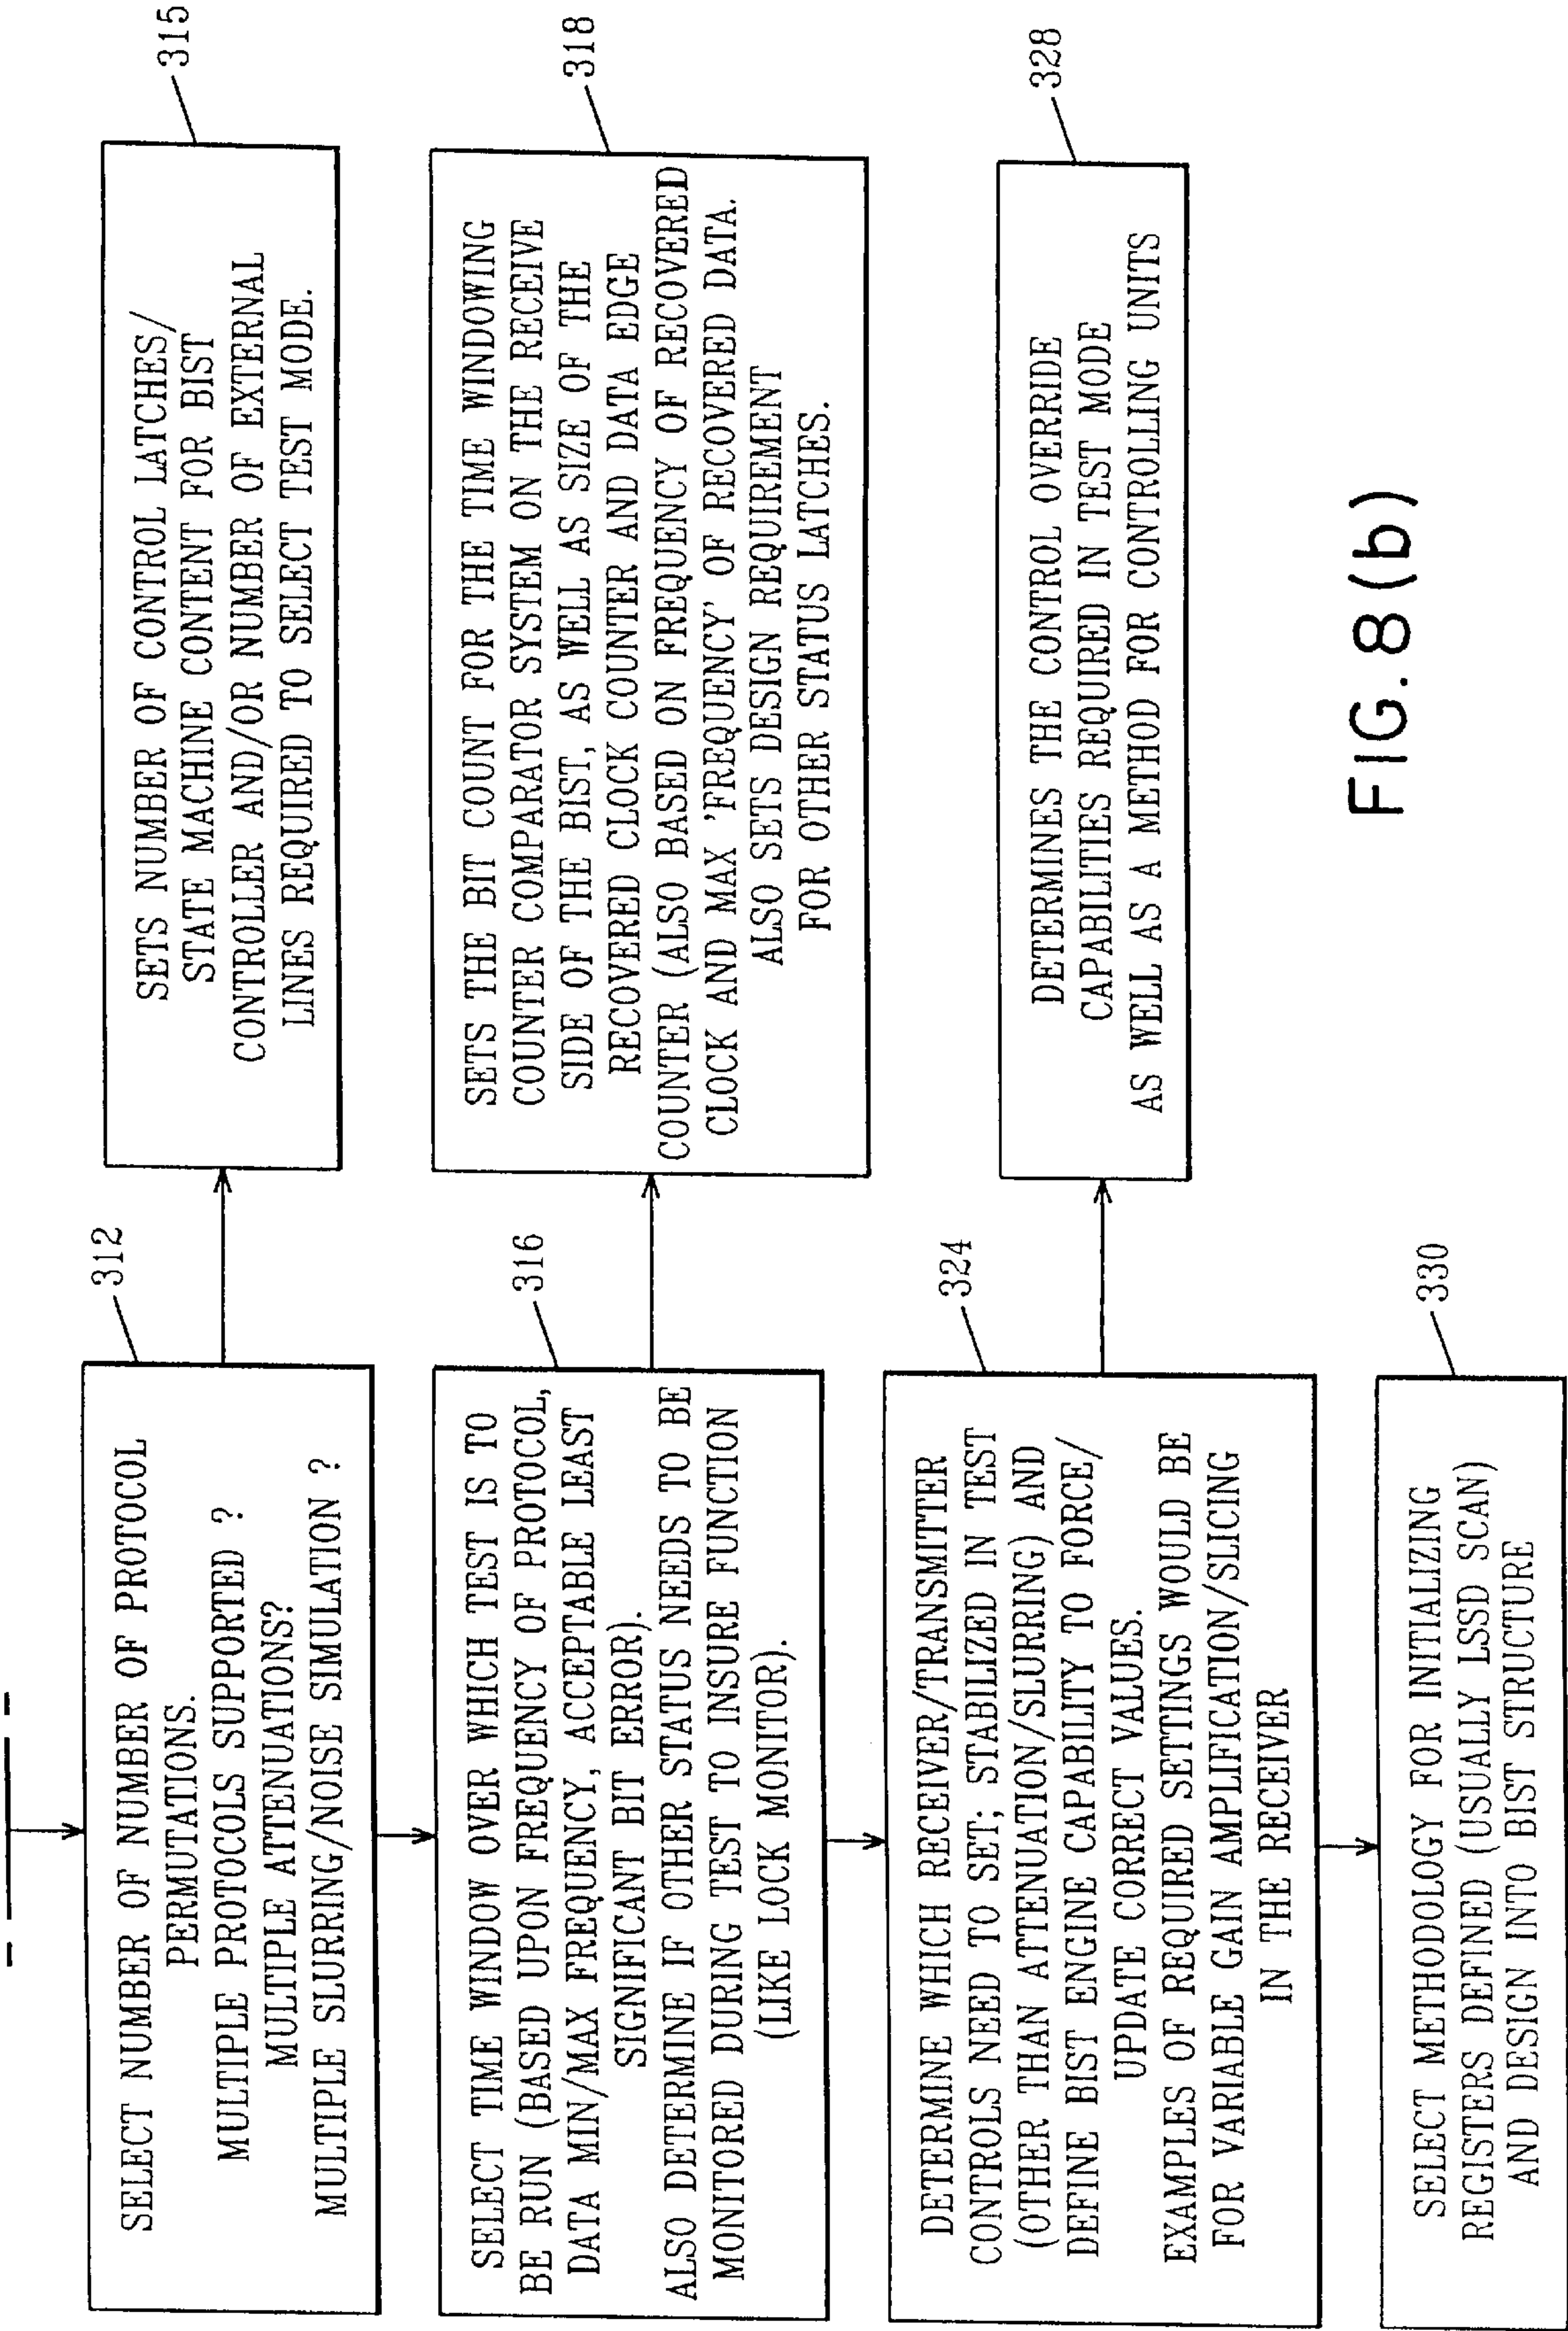 312
SELECT NUMBER OF NUMBER OF PROTOCOL
PERMUTATIONS.
MULTIPLE PROTOCOLS SUPPORTED ?
MULTIPLE ATTENUATIONS?
MULTIPLE SLURRING/NOISE SIMULATION ?
315
SETS NUMBER OF CONTROL LATCHES/
STATE MACHINE CONTENT FOR BIST
CONTROLLER AND/OR NUMBER OF EXTERNAL
LINES REQUIRED TO SELECT TEST MODE.
316
SELECT TIME WINDOW OVER WHICH TEST IS TO
BE RUN (BASED UPON FREQUENCY OF PROTOCOL,
DATA MIN/MAX FREQUENCY, ACCEPTABLE LEAST
SIGNIFICANT BIT ERROR).
ALSO DETERMINE IF OTHER STATUS NEEDS TO BE
MONITORED DURING TEST TO INSURE FUNCTION
(LIKE LOCK MONITOR).
318
SETS THE BIT COUNT FOR THE TIME WINDOWING
COUNTER COMPARATOR SYSTEM ON THE RECEIVE
SIDE OF THE BIST, AS WELL AS SIZE OF THE
RECOVERED CLOCK COUNTER AND DATA EDGE
COUNTER (ALSO BASED ON FREQUENCY OF RECOVERED
CLOCK AND MAX 'FREQUENCY' OF RECOVERED DATA.
ALSO SETS DESIGN REQUIREMENT
FOR OTHER STATUS LATCHES.
324
DETERMINE WHICH RECEIVER/TRANSMITTER
CONTROLS NEED TO SET; STABILIZED IN TEST
(OTHER THAN ATTENUATION/SLURRING) AND
DEFINE BIST ENGINE CAPABILITY TO FORCE/
UPDATE CORRECT VALUES.
EXAMPLES OF REQUIRED SETTINGS WOULD BE
FOR VARIABLE GAIN AMPLIFICATION/SLICING
IN THE RECEIVER
328
DETERMINES THE CONTROL OVERRIDE
CAPABILITIES REQUIRED IN TEST MODE
AS WELL AS A METHOD FOR CONTROLLING UNITS
330
SELECT METHODOLOGY FOR INITIALIZING
REGISTERS DEFINED (USUALLY LSSD SCAN)
AND DESIGN INTO BIST STRUCTURE
FIG. 8(b)